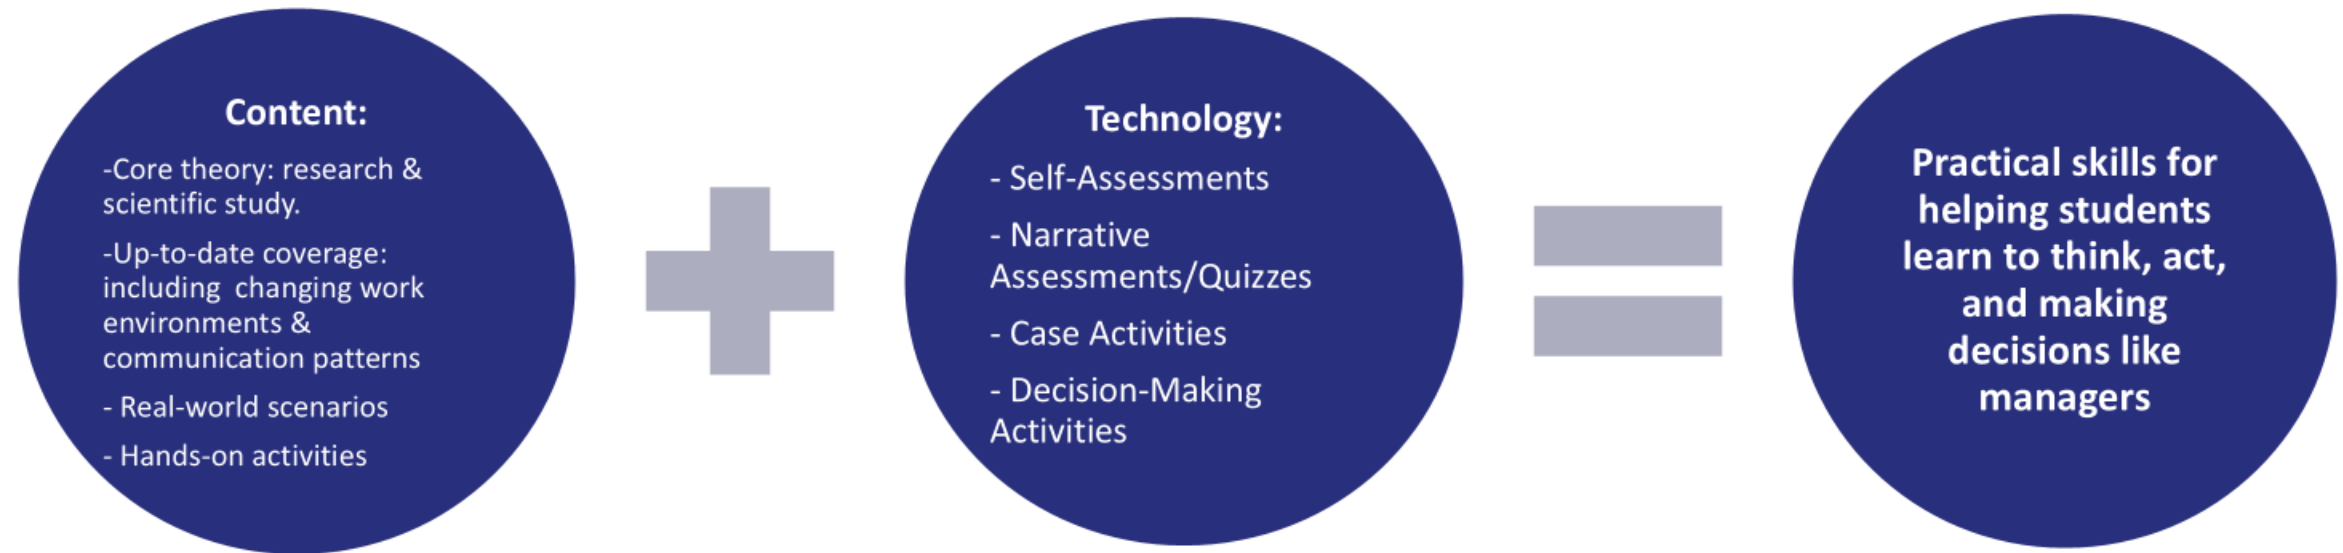 Content:
-Core theory: research &
scientific study.
-Up-to-date coverage:
including  changing work
environments &
communication patterns
- Real-world scenarios
- Hands-on activities
Technology:
- Self-Assessments
- Narrative
Assessments/Quizzes
- Case Activities
- Decision-Making
Activities
Practical skills for
helping students
learn to think, act,
and making
decisions like
managers